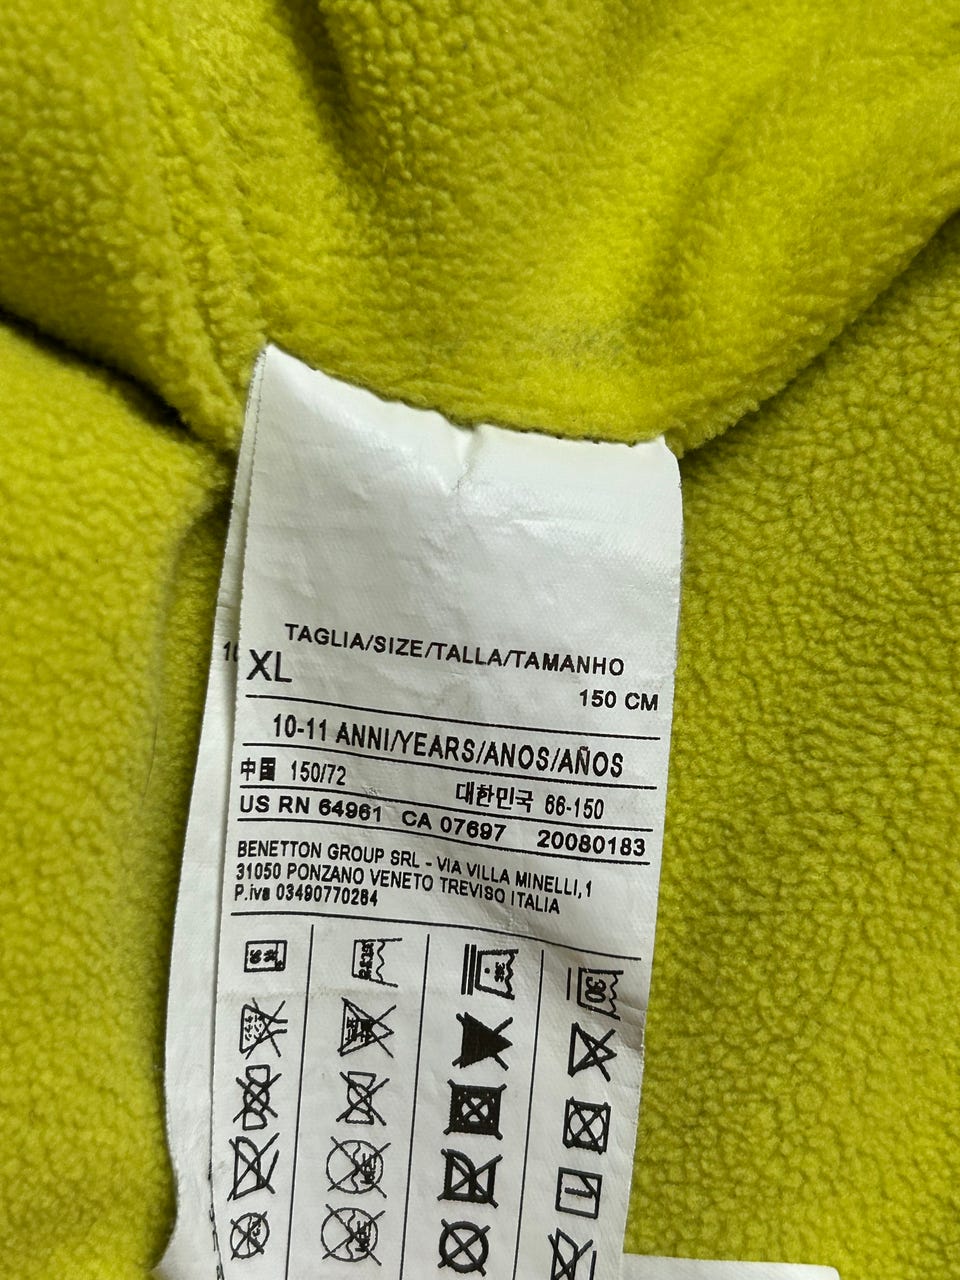 TAGLIA/SIZE/TALLA/TAMANHO
XL
150 CM
10-11 ANNI/YEARS/ANOS/AÑOS
中国 150/72 대한민국 66-150
US RN 64961 CA 07697 20080183
BENETTON GROUP SRL - VIA VILLA MINELLI,1
31050 PONZANO VENETO TREVISO ITALIA
P.iva 03490770264
30